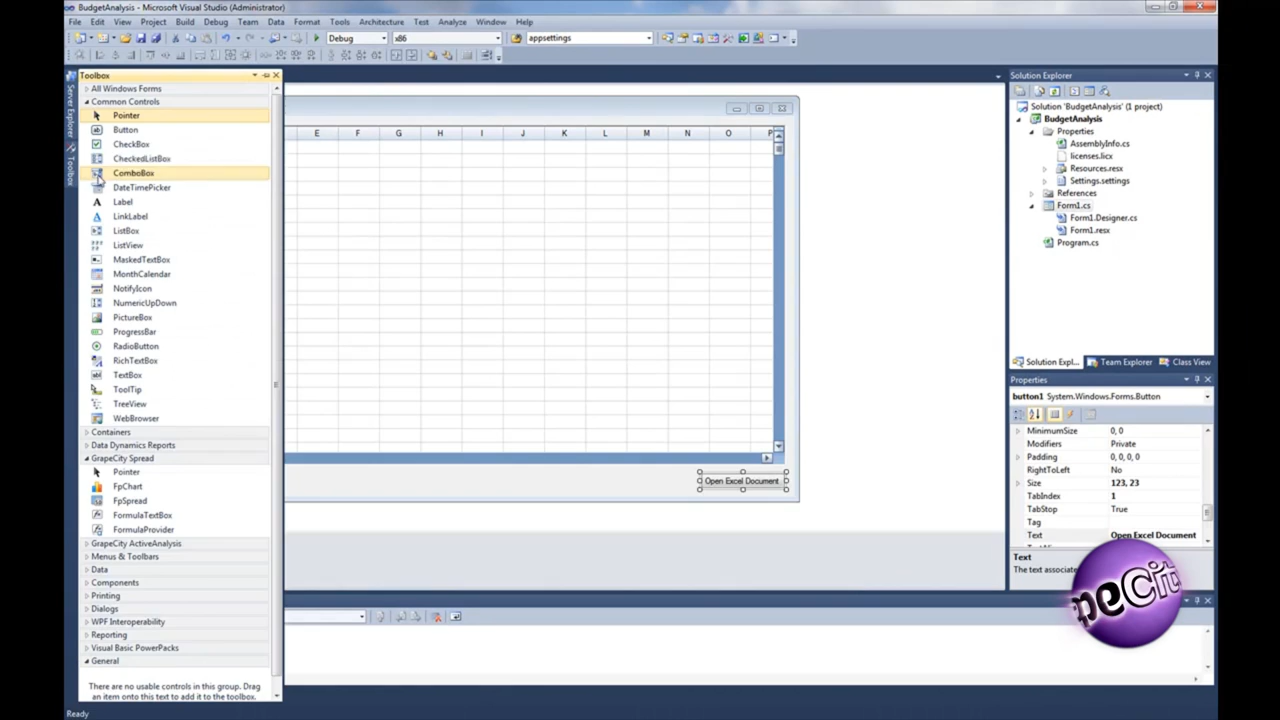 BudgetAnalysis - Microsoft Visual Studio (Administrator)
File Edit View Project Build Debug Team Data Format Tools Architecture Test Analyze Window Help
Debug x86 appsettings
Server Explorer
Toolbox
Toolbox
All Windows Forms
Common Controls
Pointer
Button
CheckBox
CheckedListBox
ComboBox
DateTimePicker
Label
LinkLabel
ListBox
ListView
MaskedTextBox
MonthCalendar
NotifyIcon
NumericUpDown
PictureBox
ProgressBar
RadioButton
RichTextBox
TextBox
ToolTip
TreeView
WebBrowser
Containers
Data Dynamics Reports
GrapeCity Spread
Pointer
FpChart
FpSpread
FormulaTextBox
FormulaProvider
GrapeCity ActiveAnalysis
Menus & Toolbars
Data
Components
Printing
Dialogs
WPF Interoperability
Reporting
Visual Basic PowerPacks
General
There are no usable controls in this group. Drag
an item onto this text to add it to the toolbox.
E F G H I J K L M N O P
Open Excel Document
Solution Explorer
Solution 'BudgetAnalysis' (1 project)
BudgetAnalysis
Properties
AssemblyInfo.cs
licenses.licx
Resources.resx
Settings.settings
References
Form1.cs
Form1.Designer.cs
Form1.resx
Program.cs
Solution Expl... Team Explorer Class View
Properties
button1 System.Windows.Forms.Button
MinimumSize 0, 0
Modifiers Private
Padding 0, 0, 0, 0
RightToLeft No
Size 123, 23
TabIndex 1
TabStop True
Tag
Text Open Excel Document
Text
The text associate
peCit
Ready